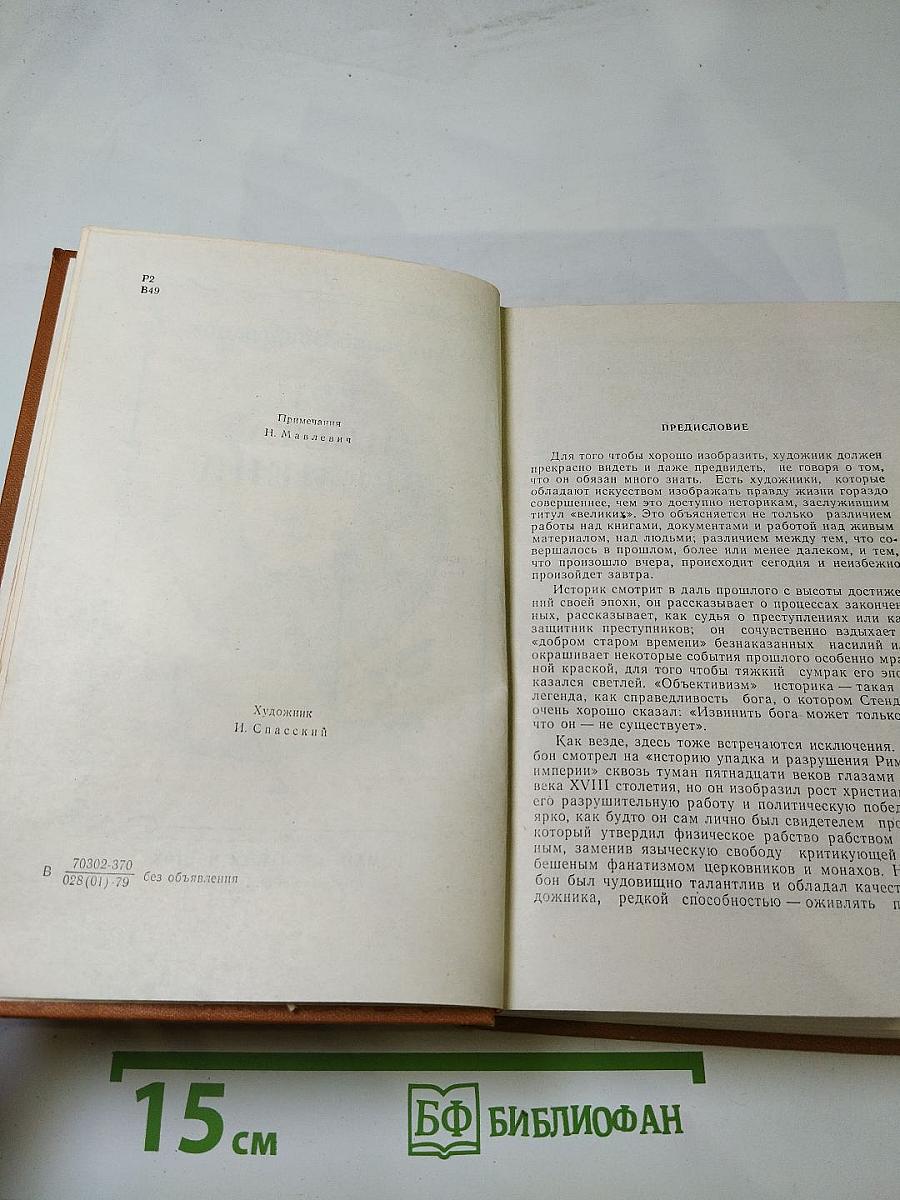 Р2
В49
Примечания
Н. Мавлевич
Художник
И. Спасский
В 70302-370
028(01)-79 без объявления
ПРЕДИСЛОВИЕ
Для того чтобы хорошо изобразить, художник должен
прекрасно видеть и даже предвидеть, не говоря о том,
что он обязан много знать. Есть художники, которые
обладают искусством изображать правду жизни гораздо
совершеннее, чем это доступно историкам, заслужившим
титул «великих». Это объясняется не только различием
работы над книгами, документами и работой над живым
материалом, над людьми; различием между тем, что со-
вершалось в прошлом, более или менее далеком, и тем,
что произошло вчера, происходит сегодня и неизбежно
произойдет завтра.
Историк смотрит в даль прошлого с высоты достиже
ний своей эпохи, он рассказывает о процессах закончен
ных, рассказывает, как судья о преступлениях или ка
защитник преступников; он сочувственно вздыхает
«добром старом времени» безнаказанных насилий и
окрашивает некоторые события прошлого особенно мра
ной краской, для того чтобы тяжкий сумрак его эпо
казался светлей. «Объективизм» историка — такая
легенда, как справедливость бога, о котором Стенд
очень хорошо сказал: «Извинить бога может только
что он — не существует».
Как везде, здесь тоже встречаются исключения.
бон смотрел на «историю упадка и разрушения Рим
империи» сквозь туман пятнадцати веков глазами
века XVIII столетия, но он изобразил рост христиан
его разрушительную работу и политическую побед
ярко, как будто он сам лично был свидетелем про
который утвердил физическое рабство рабством
ным, заменив языческую свободу критикующей
бешеным фанатизмом церковников и монахов.
бон был чудовищно талантлив и обладал качест
дожника, редкой способностью — оживлять п
15 см
БФ БИБЛИОФАН